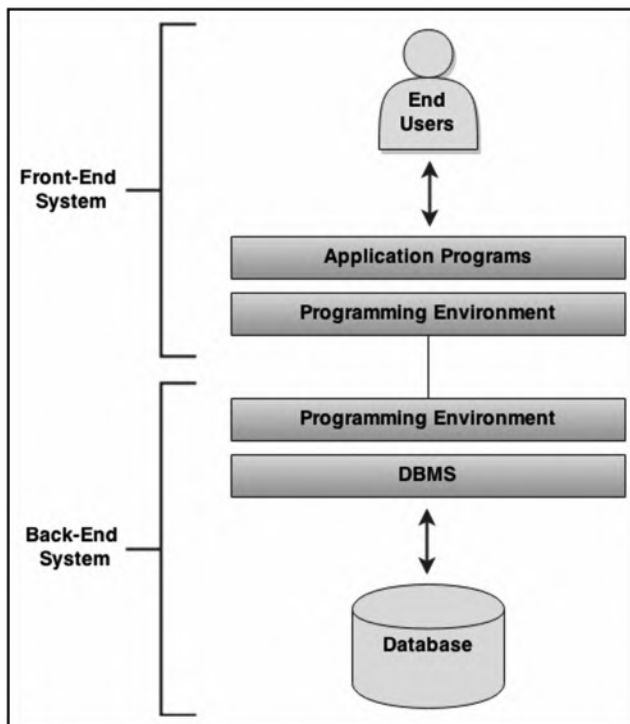 End
Users
Front-End
System
Application Programs
Programming Environment
Programming Environment
DBMS
Back-End
System
Database